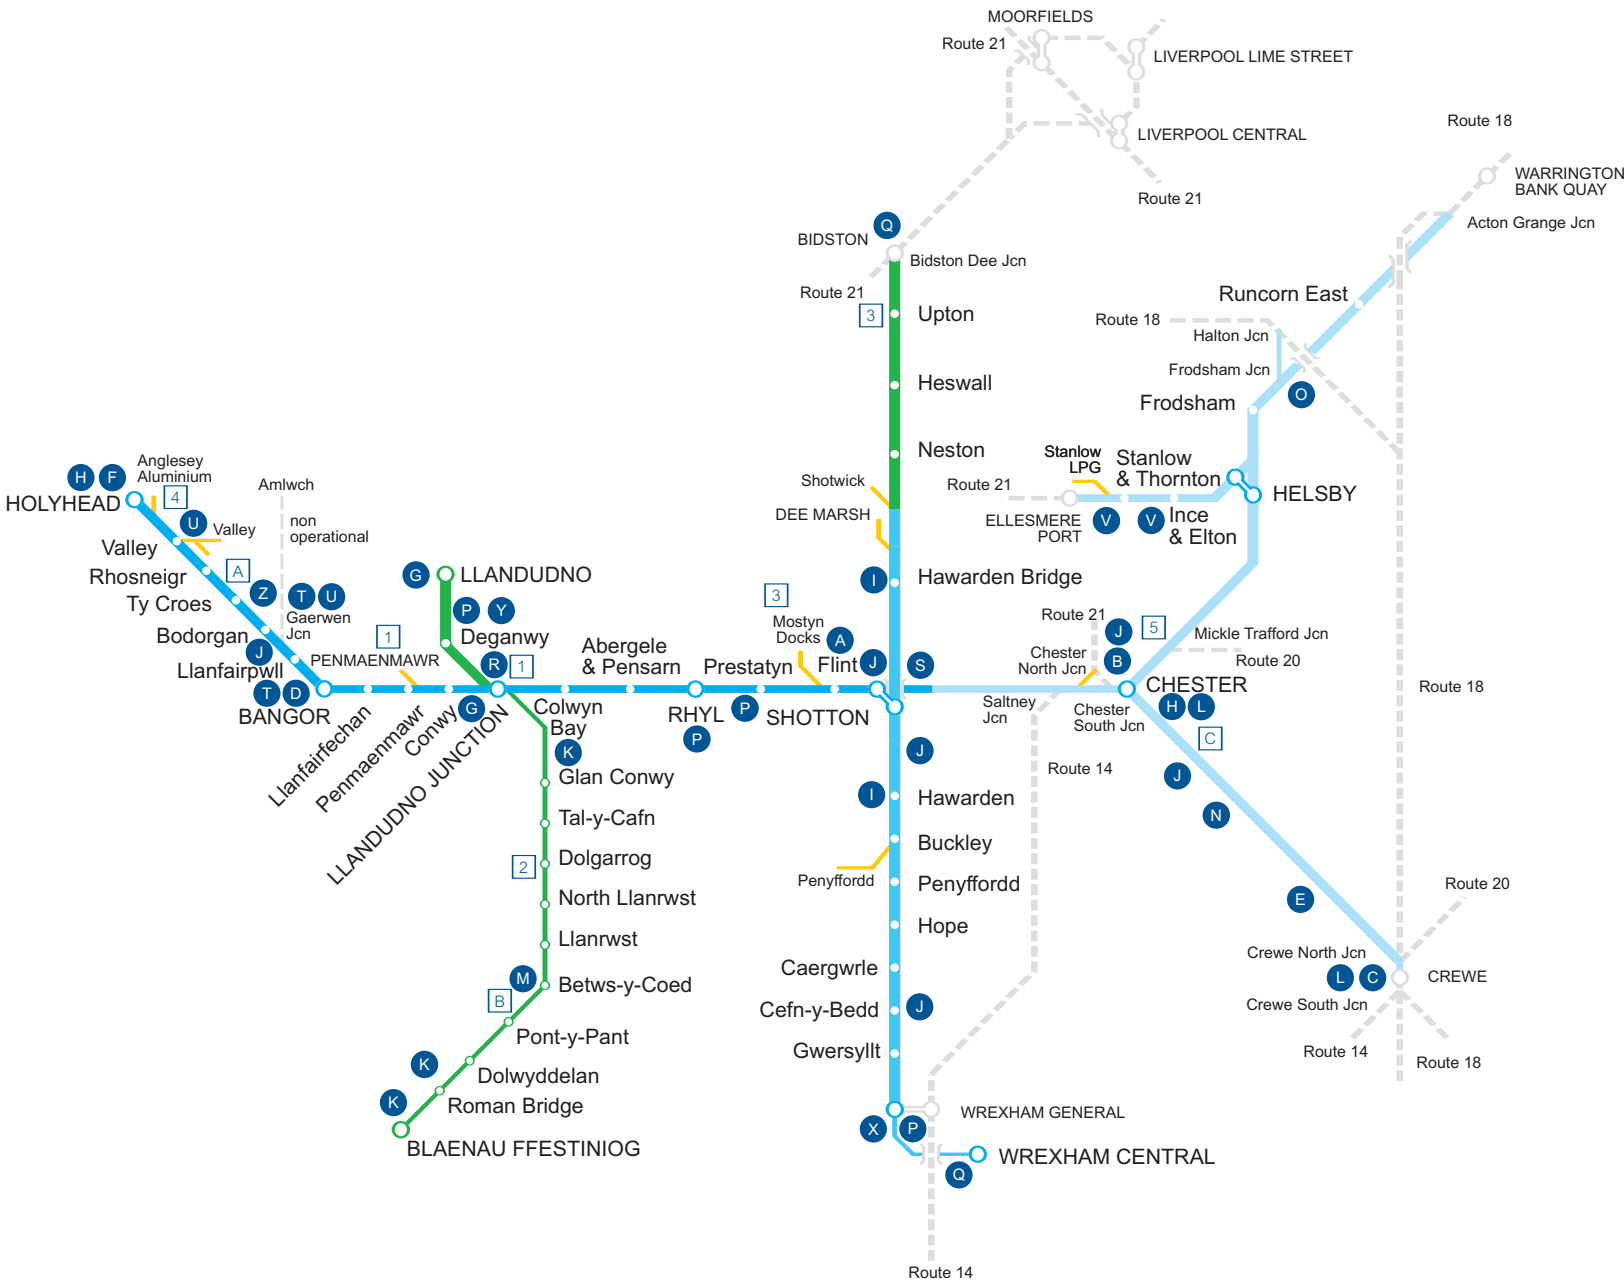 MOORFIELDS
Route 21
LIVERPOOL LIME STREET
LIVERPOOL CENTRAL
Route 18
WARRINGTON
BANK QUAY
Route 21
Acton Grange Jcn
Q
BIDSTON
Bidston Dee Jcn
Route 21
3
Upton
Runcorn East
Route 18
Halton Jcn
Frodsham Jcn
Heswall
O
Frodsham
Neston
Stanlow
LPG
Stanlow
& Thornton
H F
Anglesey
Aluminium
4
HOLYHEAD
Amlwch
Shotwick
Route 21
HELSBY
DEE MARSH
ELLESMERE
PORT
V V
Ince
& Elton
U
Valley
non
operational
Valley
Rhosneigr
A
Z
T U
G
LLANDUDNO
I
Hawarden Bridge
Ty Croes
Gaerwen
Jcn
P Y
3
Mostyn
Docks
A
Route 21
J
5
Bodorgan
1
Deganwy
Mickle Trafford Jcn
J
PENMAENMAWR
Abergele
& Pensarn
Chester
North Jcn
B
Route 20
Llanfairpwll
R
1
Prestatyn
Flint
J
S
T D
BANGOR
CHESTER
Route 18
Llanfairfechan
Penmaenmawr
Conwy
G
LLANDUDNO JUNCTION
Colwyn
Bay
RHYL
P
SHOTTON
Saltney
Jcn
Chester
South Jcn
H L
P
C
K
J
Route 14
J
Glan Conwy
I
Hawarden
N
Tal-y-Cafn
Buckley
2
Dolgarrog
Penyffordd
Penyffordd
Route 20
North Llanrwst
E
Hope
Llanrwst
Crewe North Jcn
Caergwrle
M
Betws-y-Coed
L C
CREWE
B
Cefn-y-Bedd
J
Crewe South Jcn
Pont-y-Pant
Gwersyllt
Route 14
Route 18
K
Dolwyddelan
K
Roman Bridge
WREXHAM GENERAL
X P
BLAENAU FFESTINIOG
WREXHAM CENTRAL
Q
Route 14